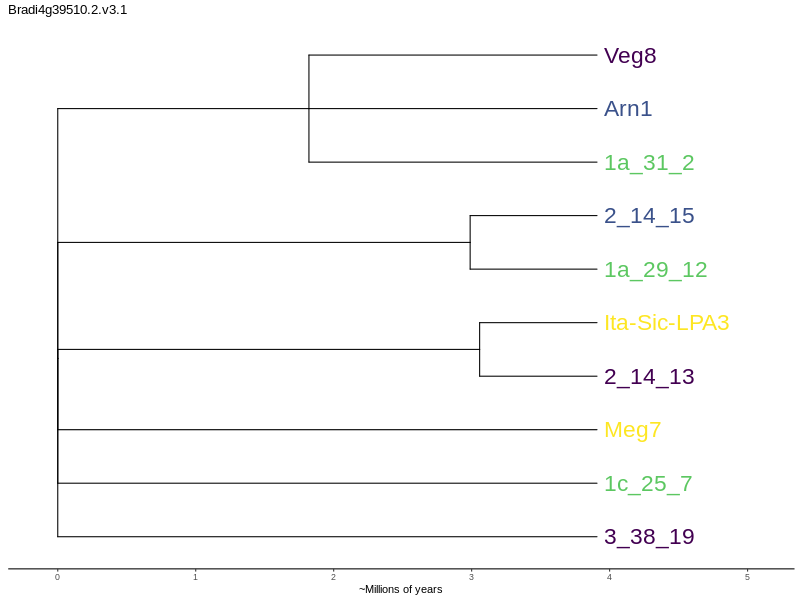 Bradi4g39510.2.v3.1
Veg8
Arn1
1a_31_2
2_14_15
1a_29_12
Ita-Sic-LPA3
2_14_13
Meg7
1c_25_7
3_38_19
0 1 2 3 4 5
~Millions of years